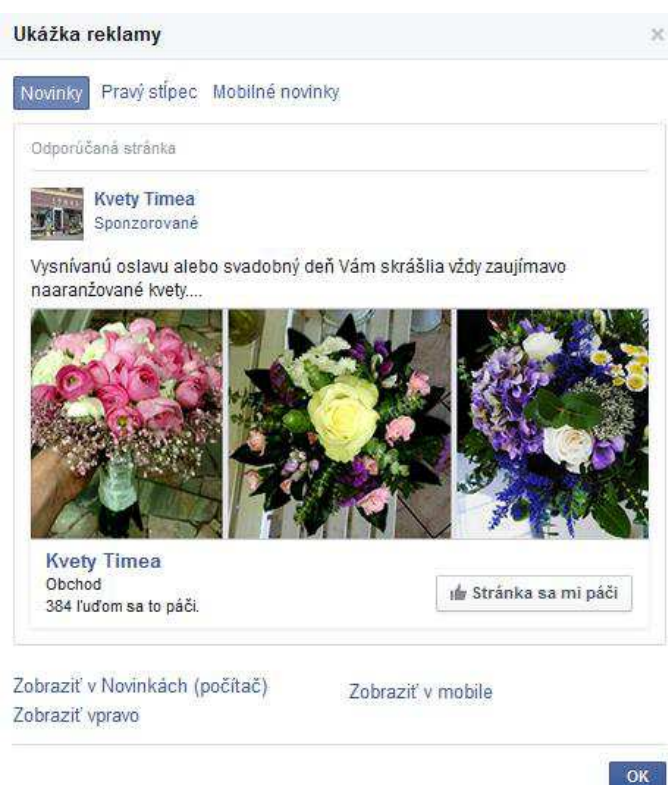 Ukážka reklamy
Novinky Pravý stĺpec Mobilné novinky
Odporúčaná stránka
Kvety Timea
Sponzorované
Vysnívanú oslavu alebo svadobný deň Vám skrášlia vždy zaujímavo
naaranžované kvety....
Kvety Timea
Obchod
384 ľuďom sa to páči.
Stránka sa mi páči
Zobraziť v Novinkách (počítač)
Zobraziť v mobile
Zobraziť vpravo
OK